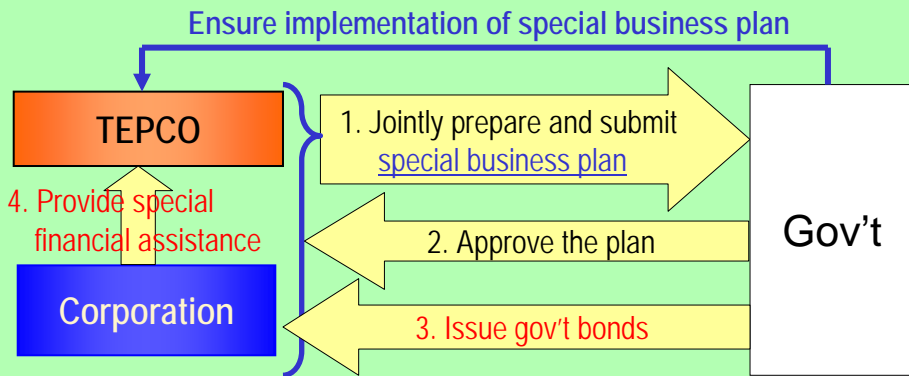 Ensure implementation of special business plan
TEPCO
1. Jointly prepare and submit
special business plan
4. Provide special
financial assistance
2. Approve the plan
Gov't
Corporation
3. Issue gov't bonds